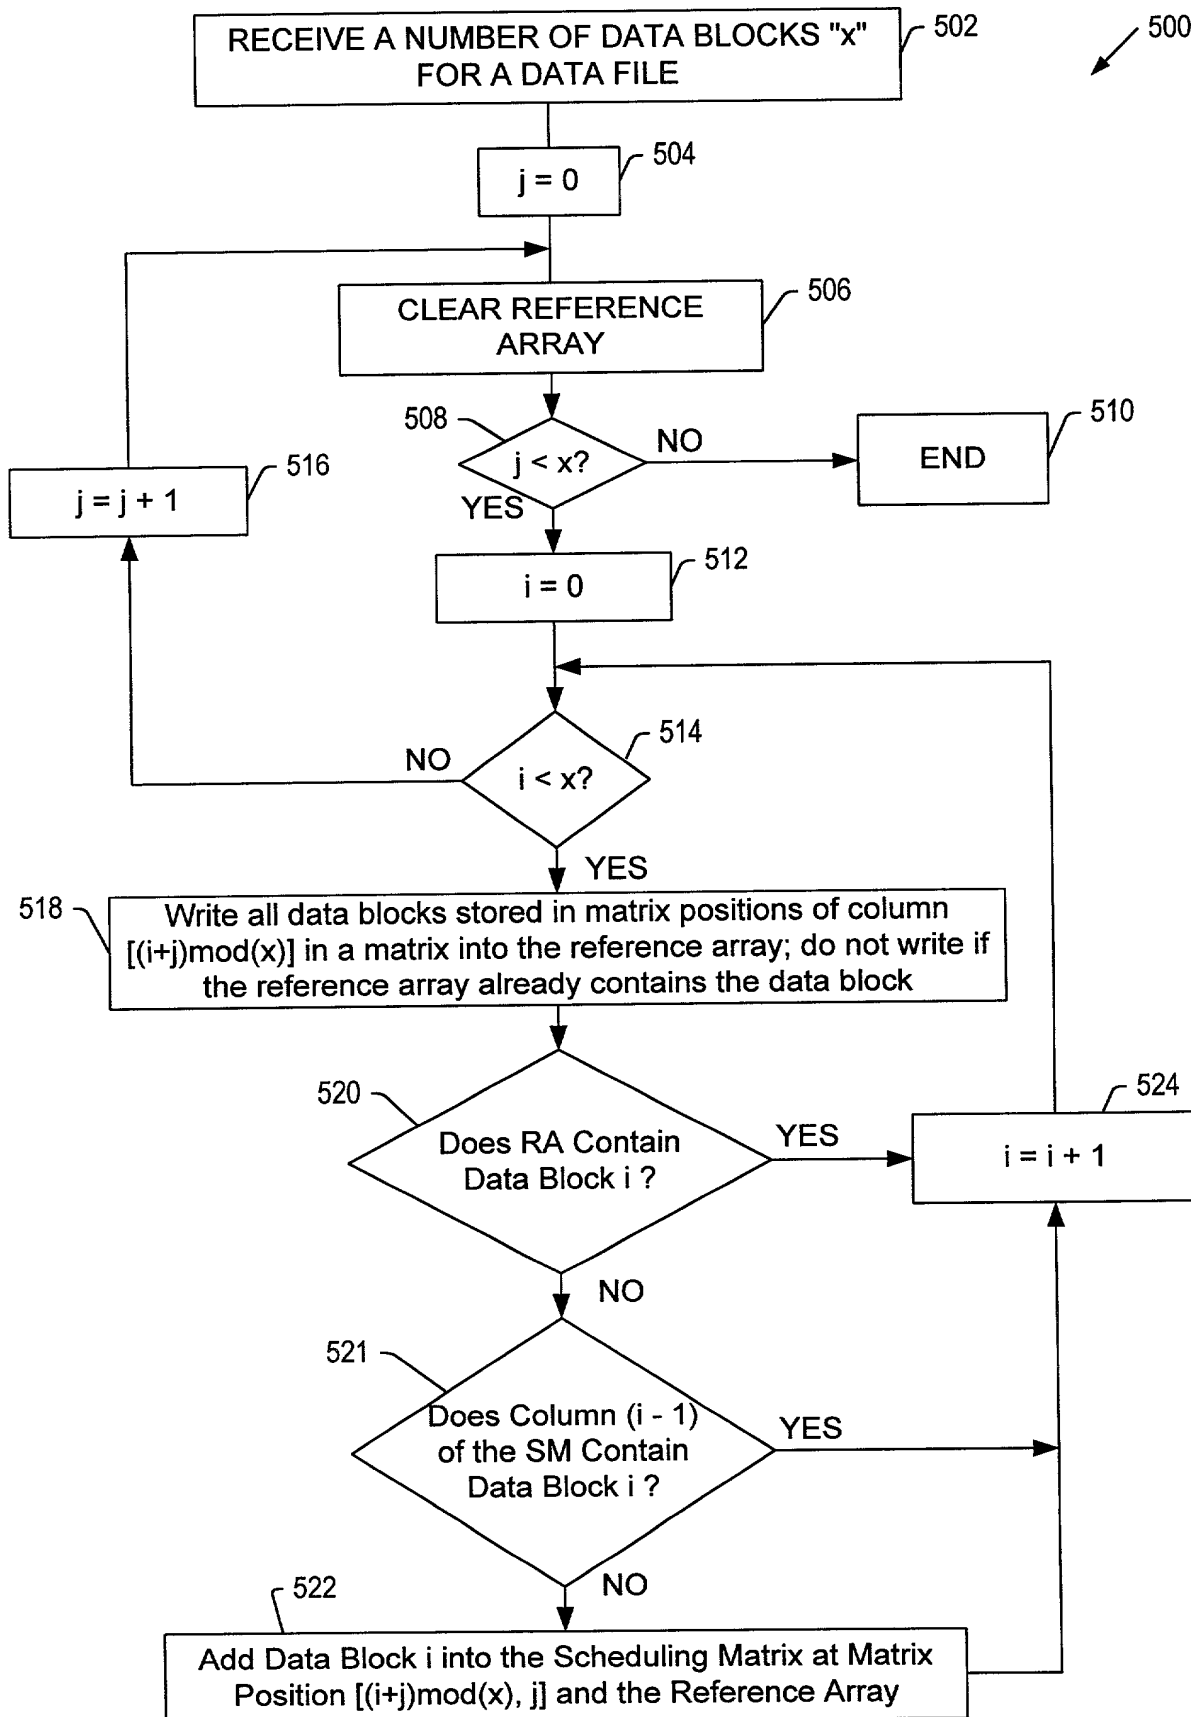 RECEIVE A NUMBER OF DATA BLOCKS "x"
FOR A DATA FILE
502
500
j = 0
504
CLEAR REFERENCE
ARRAY
506
508
j < x?
NO
YES
END
510
j = j + 1
516
i = 0
512
i < x?
514
NO
YES
518
Write all data blocks stored in matrix positions of column
[(i+j)mod(x)] in a matrix into the reference array; do not write if
the reference array already contains the data block
520
Does RA Contain
Data Block i ?
YES
NO
524
i = i + 1
521
Does Column (i - 1)
of the SM Contain
Data Block i ?
YES
NO
522
Add Data Block i into the Scheduling Matrix at Matrix
Position [(i+j)mod(x), j] and the Reference Array